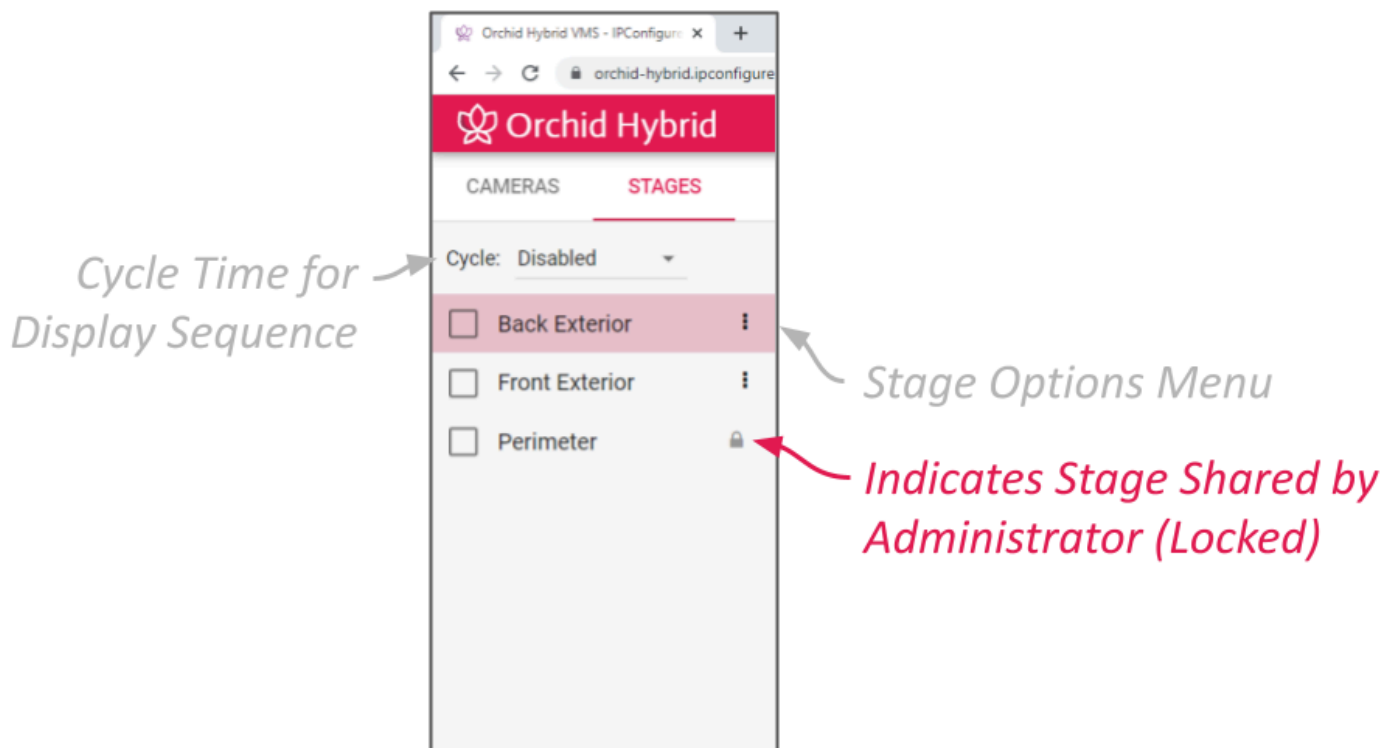 Orchid Hybrid VMS - IPConfigure
orchid-hybrid.ipconfigure
Orchid Hybrid
CAMERAS STAGES
Cycle: Disabled
Cycle Time for
Display Sequence
Back Exterior
Front Exterior
Stage Options Menu
Perimeter
Indicates Stage Shared by
Administrator (Locked)